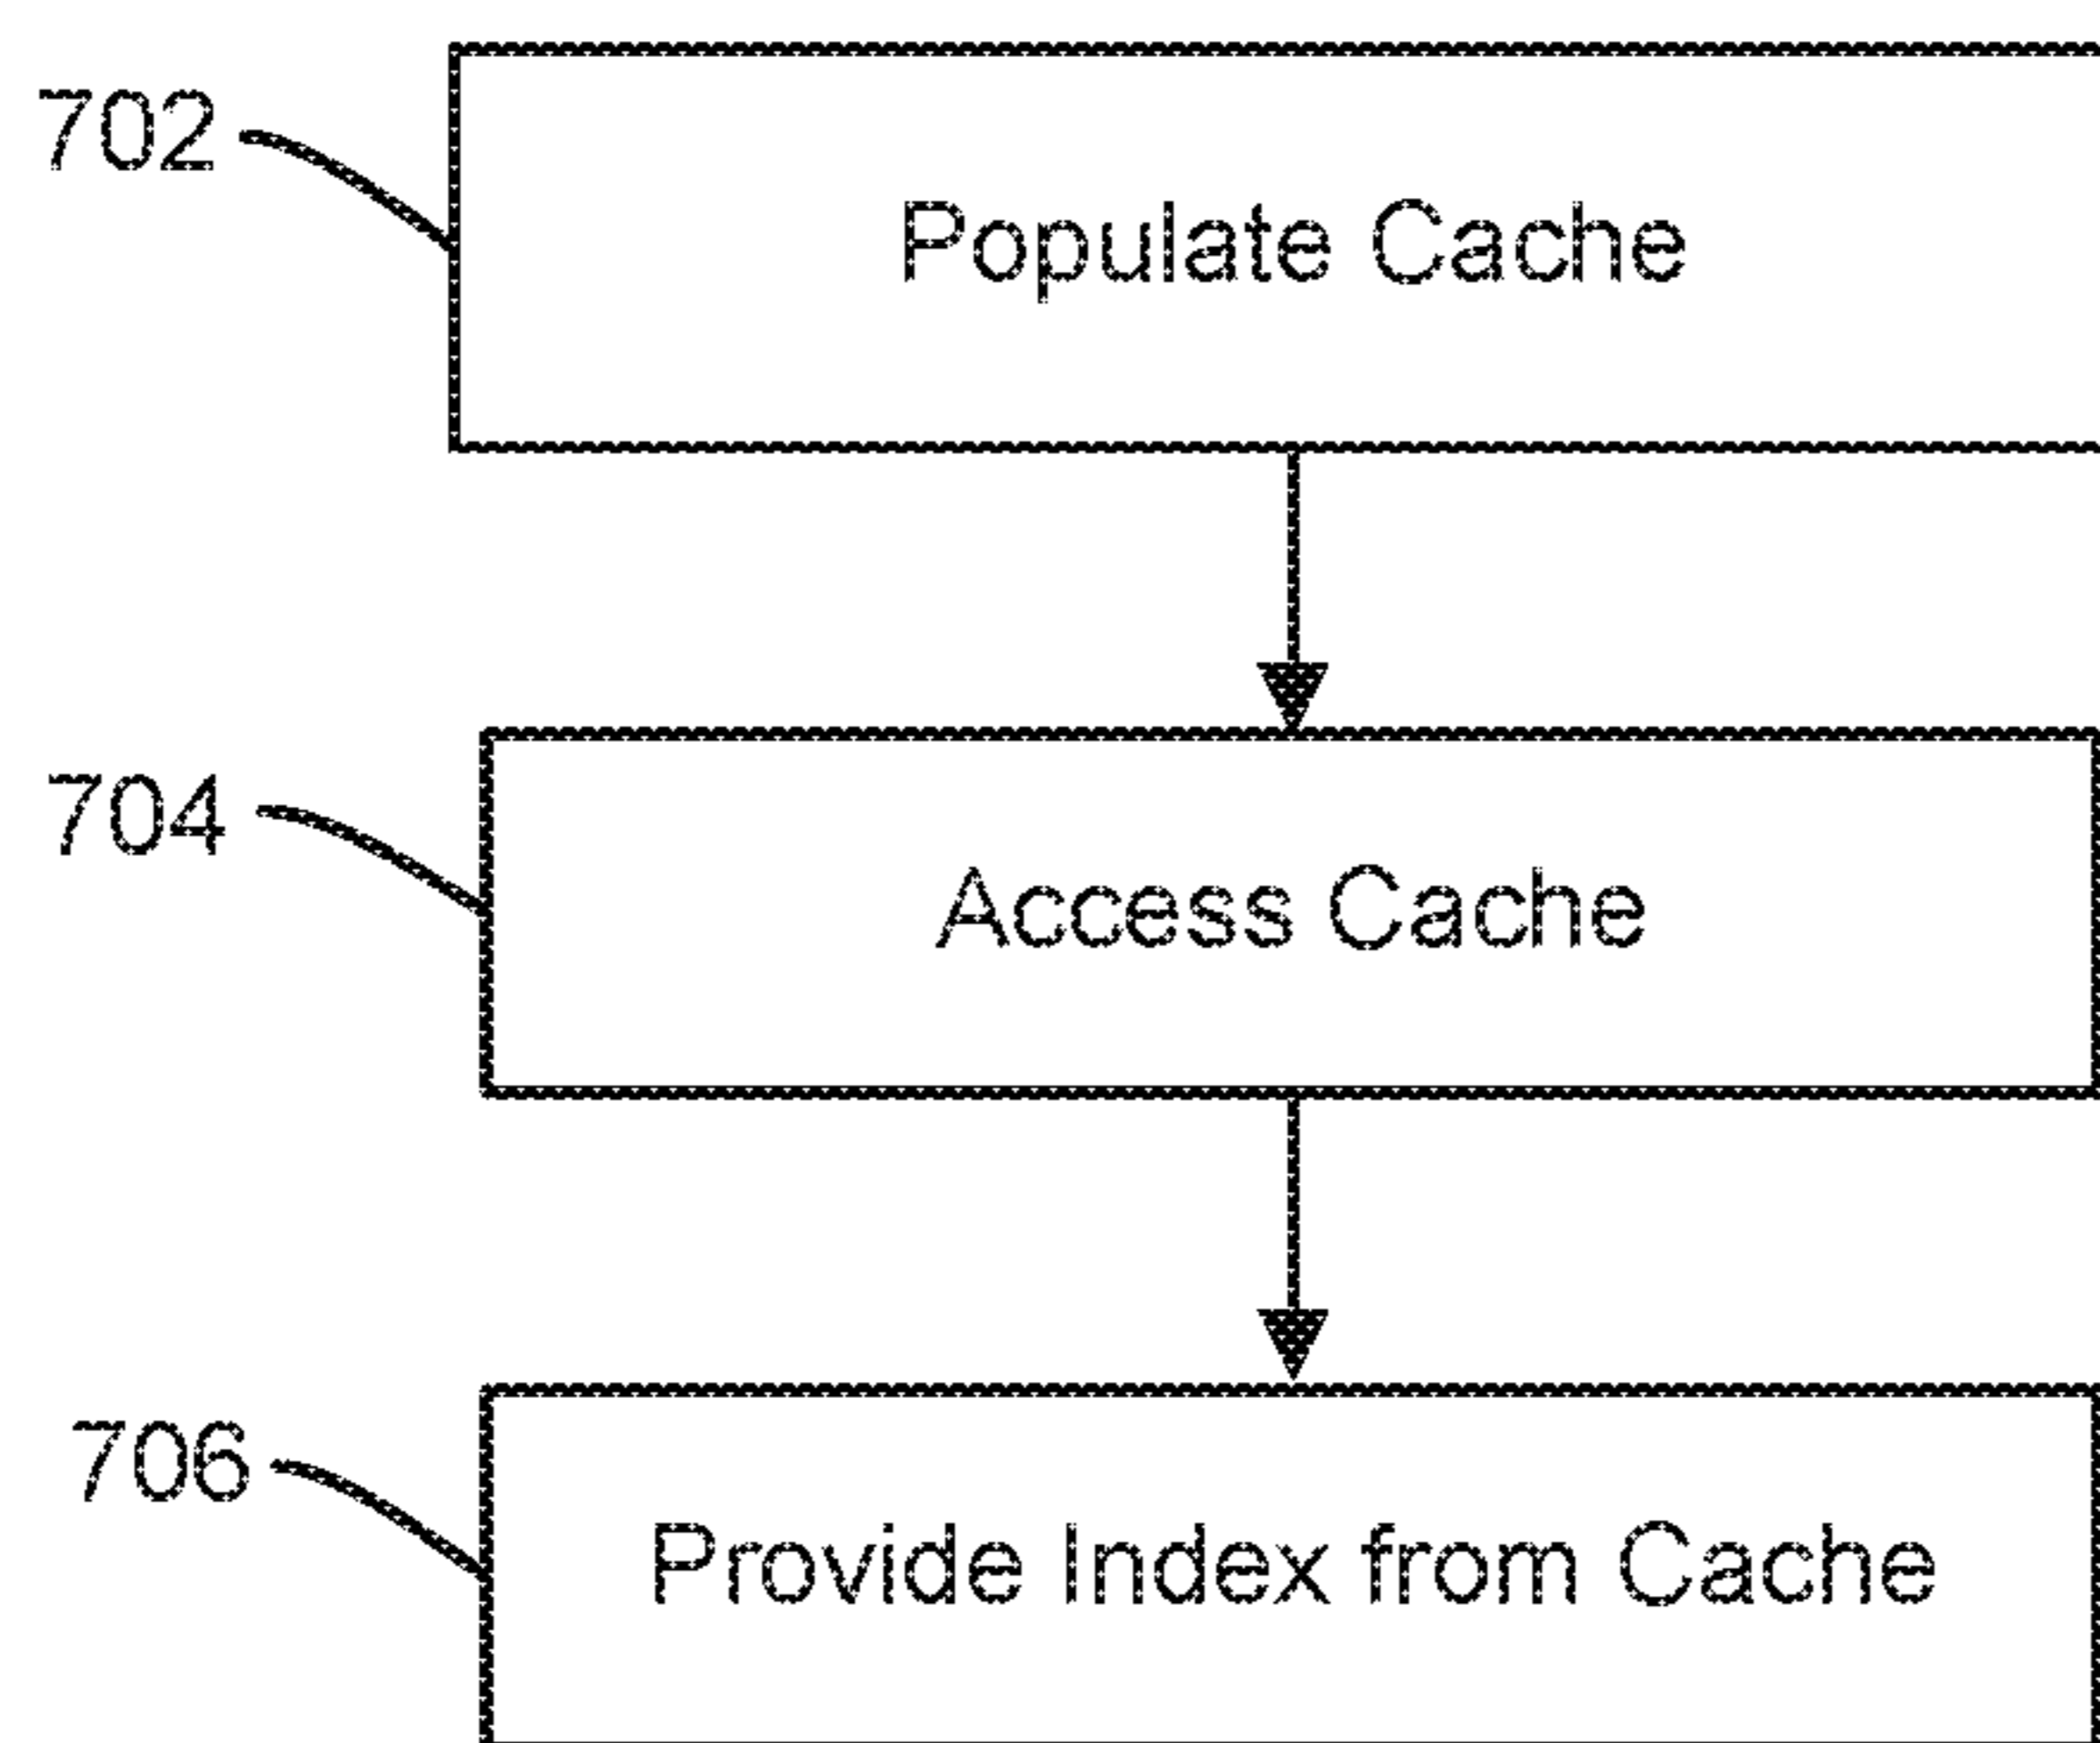 702
Populate Cache
704
Access Cache
706
Provide Index from Cache